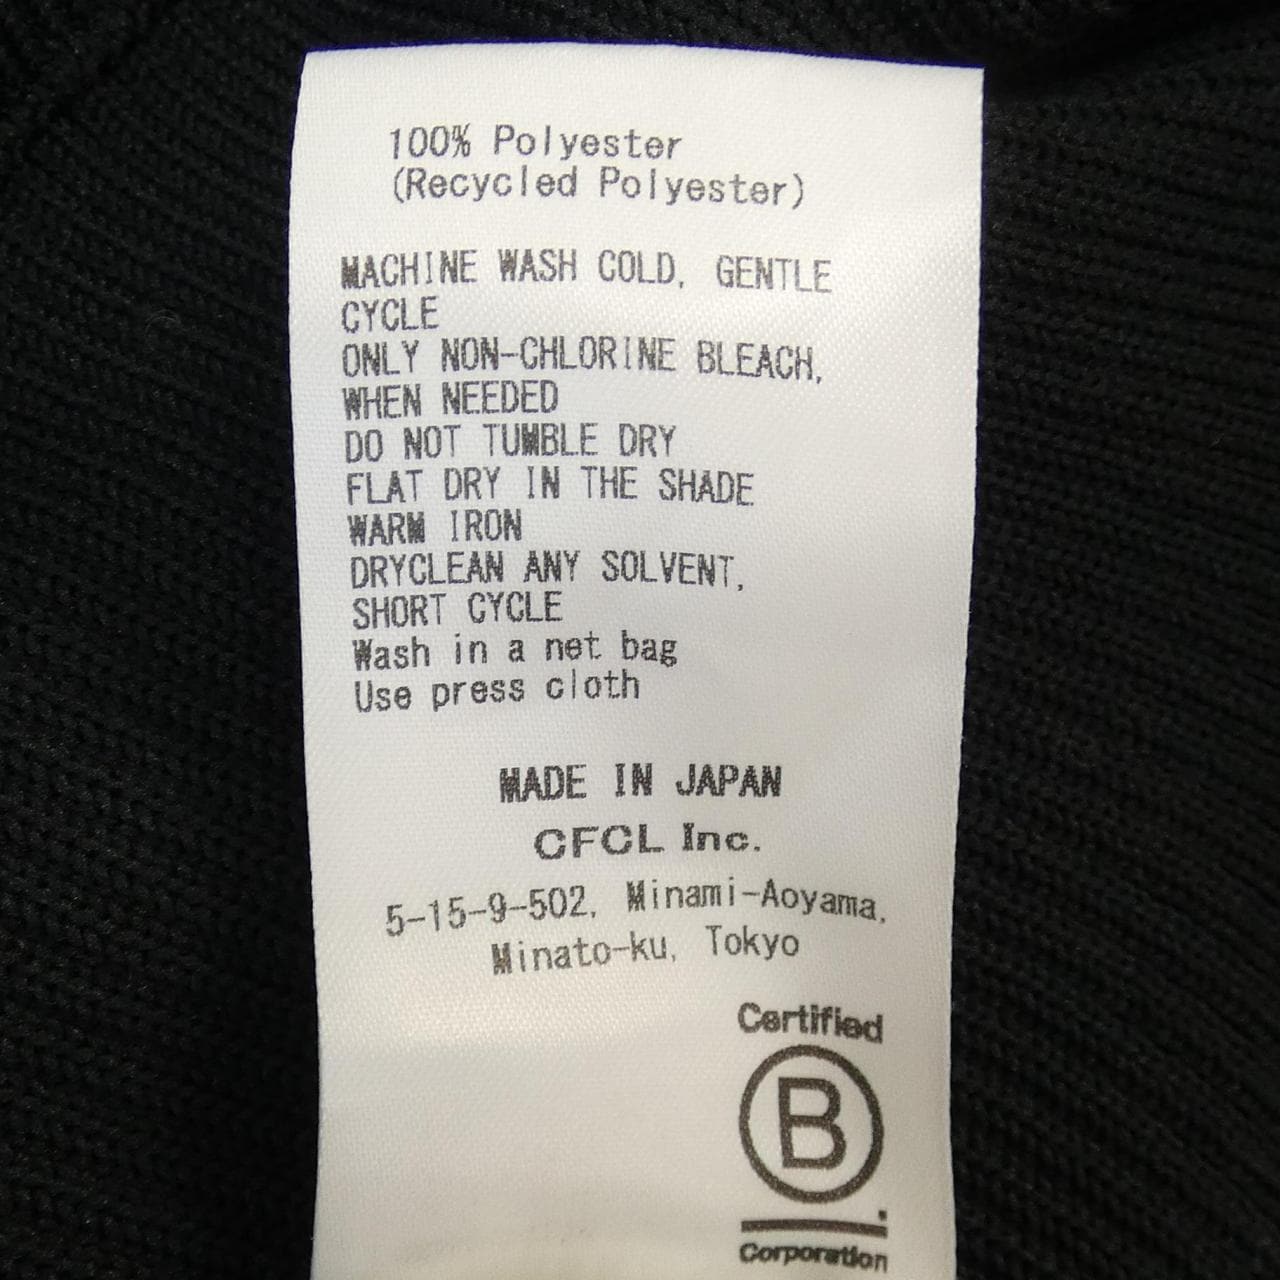 100% Polyester
(Recycled Polyester)
MACHINE WASH COLD, GENTLE
CYCLE
ONLY NON-CHLORINE BLEACH,
WHEN NEEDED
DO NOT TUMBLE DRY
FLAT DRY IN THE SHADE
WARM IRON
DRYCLEAN ANY SOLVENT,
SHORT CYCLE
Wash in a net bag
Use press cloth
MADE IN JAPAN
CFCL Inc.
5-15-9-502, Minami-Aoyama,
Minato-ku, Tokyo
Certified
B
Corporation